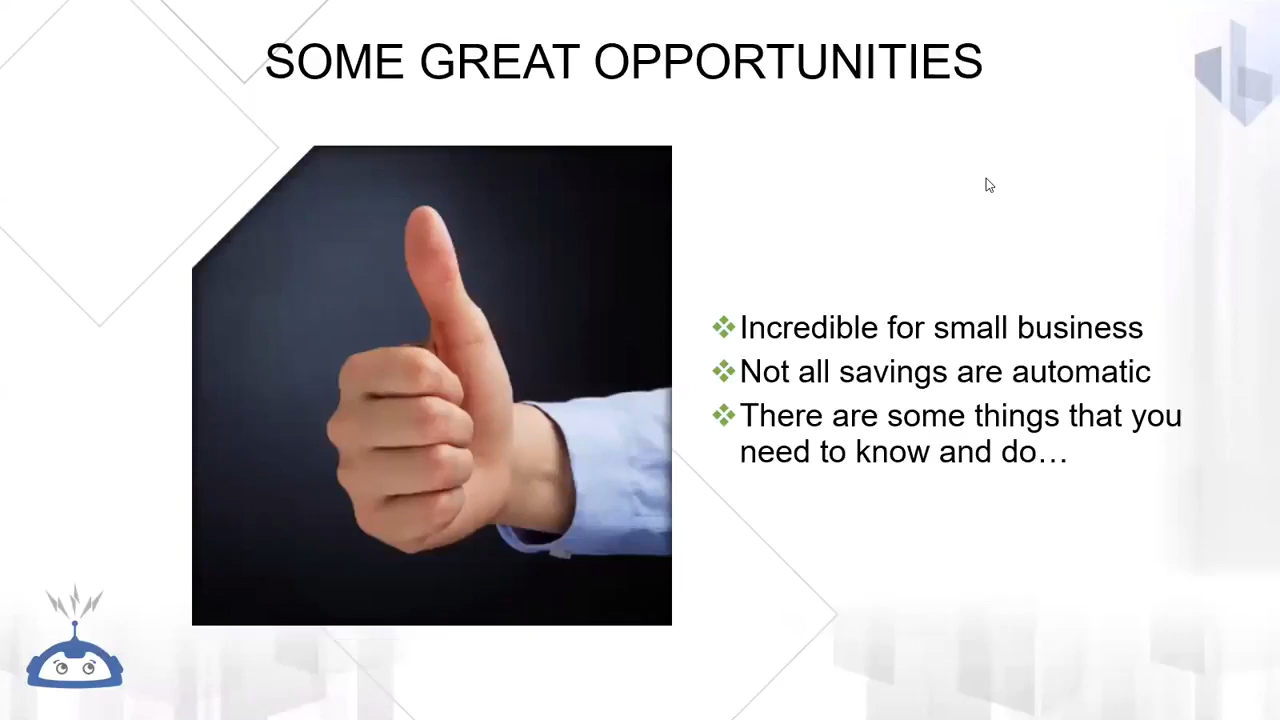 SOME GREAT OPPORTUNITIES
Incredible for small business
Not all savings are automatic
There are some things that you
need to know and do…